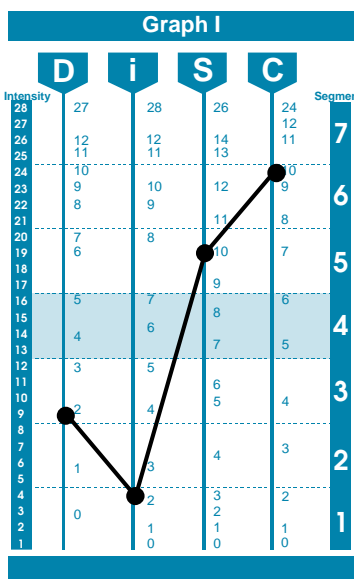 Graph I
D i S C
Intensity Segment
28 27 28 26 24
27 12 7
26 12 12 14 11
25 11 11 13
24 10 10
23 9 10 12 9 6
22 8 9
21 11 8
20 7 8
19 6 10 7 5
18
17 9
16 5 7 6
15 8 4
14 4 6
13 7 5
12 3 5
11 6 3
10 5 4
9 2 4
8
7 4 3 2
6 1 3
5
4 2 3 2
3 0 2 1
2 1 1 1
1 0 0